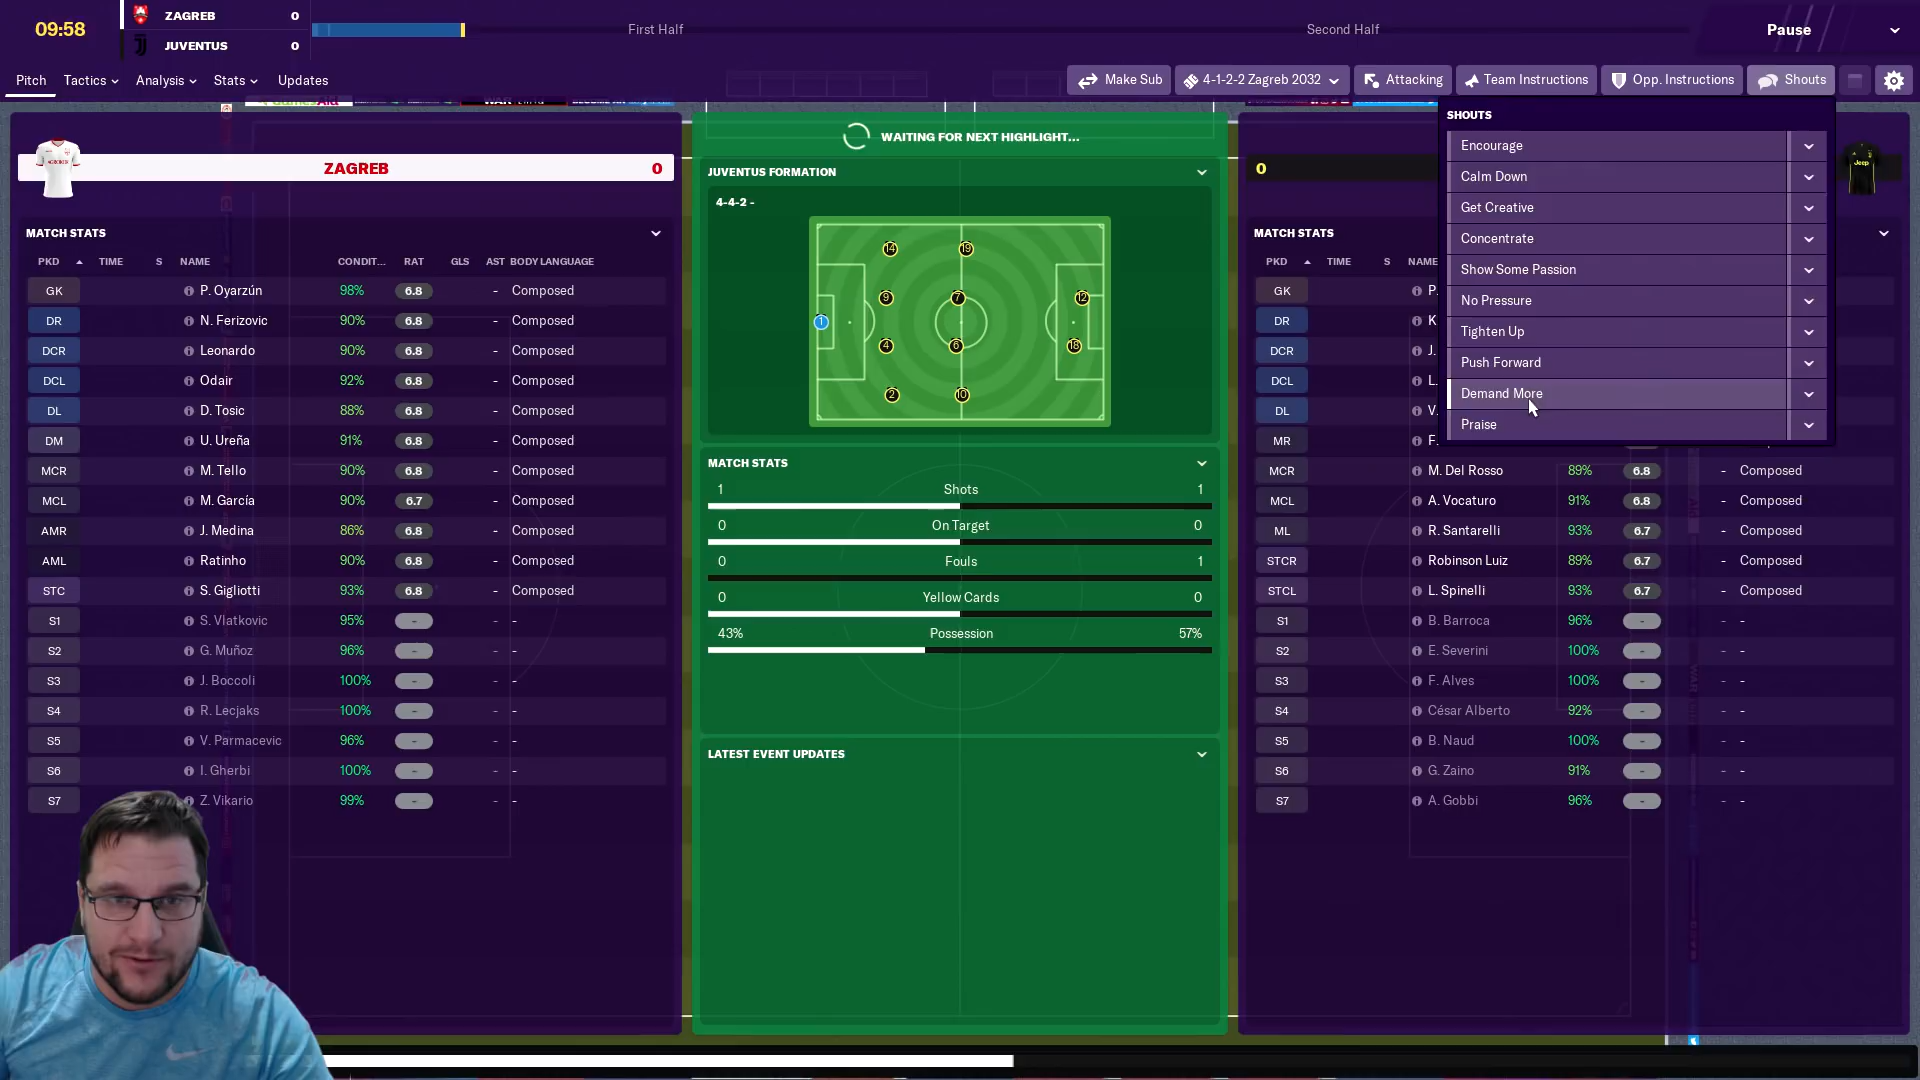 09:58
ZAGREB 0
JUVENTUS 0
First Half
Second Half
Pause
Pitch
Tactics
Analysis
Stats
Updates
Make Sub
4-1-2-2 Zagreb 2032
Attacking
Team Instructions
Opp. Instructions
Shouts
ZAGREB 0
MATCH STATS
PKD TIME S NAME CONDIT... RAT GLS AST BODY LANGUAGE
GK P. Oyarzún 98% 6.8 - Composed
DR N. Ferizovic 90% 6.8 - Composed
DCR Leonardo 90% 6.8 - Composed
DCL Odair 92% 6.8 - Composed
DL D. Tosic 88% 6.8 - Composed
DM U. Ureña 91% 6.8 - Composed
MCR M. Tello 90% 6.8 - Composed
MCL M. García 90% 6.7 - Composed
AMR J. Medina 86% 6.8 - Composed
AML Ratinho 90% 6.8 - Composed
STC S. Gigliotti 93% 6.8 - Composed
S1 S. Vlatkovic 95% - - -
S2 G. Muñoz 96% - - -
S3 J. Boccoli 100% - - -
S4 R. Lecjaks 100% - - -
S5 V. Parmacevic 96% - - -
S6 I. Gherbi 100% - - -
S7 Z. Vikario 99% - - -
WAITING FOR NEXT HIGHLIGHT...
JUVENTUS FORMATION
4-4-2 -
14 19
9 7 12
1
4 6 18
2 10
MATCH STATS
1 Shots 1
0 On Target 0
0 Fouls 1
0 Yellow Cards 0
43% Possession 57%
LATEST EVENT UPDATES
SHOUTS
Encourage
Calm Down
Get Creative
Concentrate
Show Some Passion
No Pressure
Tighten Up
Push Forward
Demand More
Praise
0
Jeep
MATCH STATS
PKD TIME S NAME
GK P.
DR K.
DCR J.
DCL L.
DL V.
MR F.
MCR M. Del Rosso 89% 6.8 - Composed
MCL A. Vocaturo 91% 6.8 - Composed
ML R. Santarelli 93% 6.7 - Composed
STCR Robinson Luiz 89% 6.7 - Composed
STCL L. Spinelli 93% 6.7 - Composed
S1 B. Barroca 96% - - -
S2 E. Severini 100% - - -
S3 F. Alves 100% - - -
S4 César Alberto 92% - - -
S5 B. Naud 100% - - -
S6 G. Zaino 91% - - -
S7 A. Gobbi 96% - - -